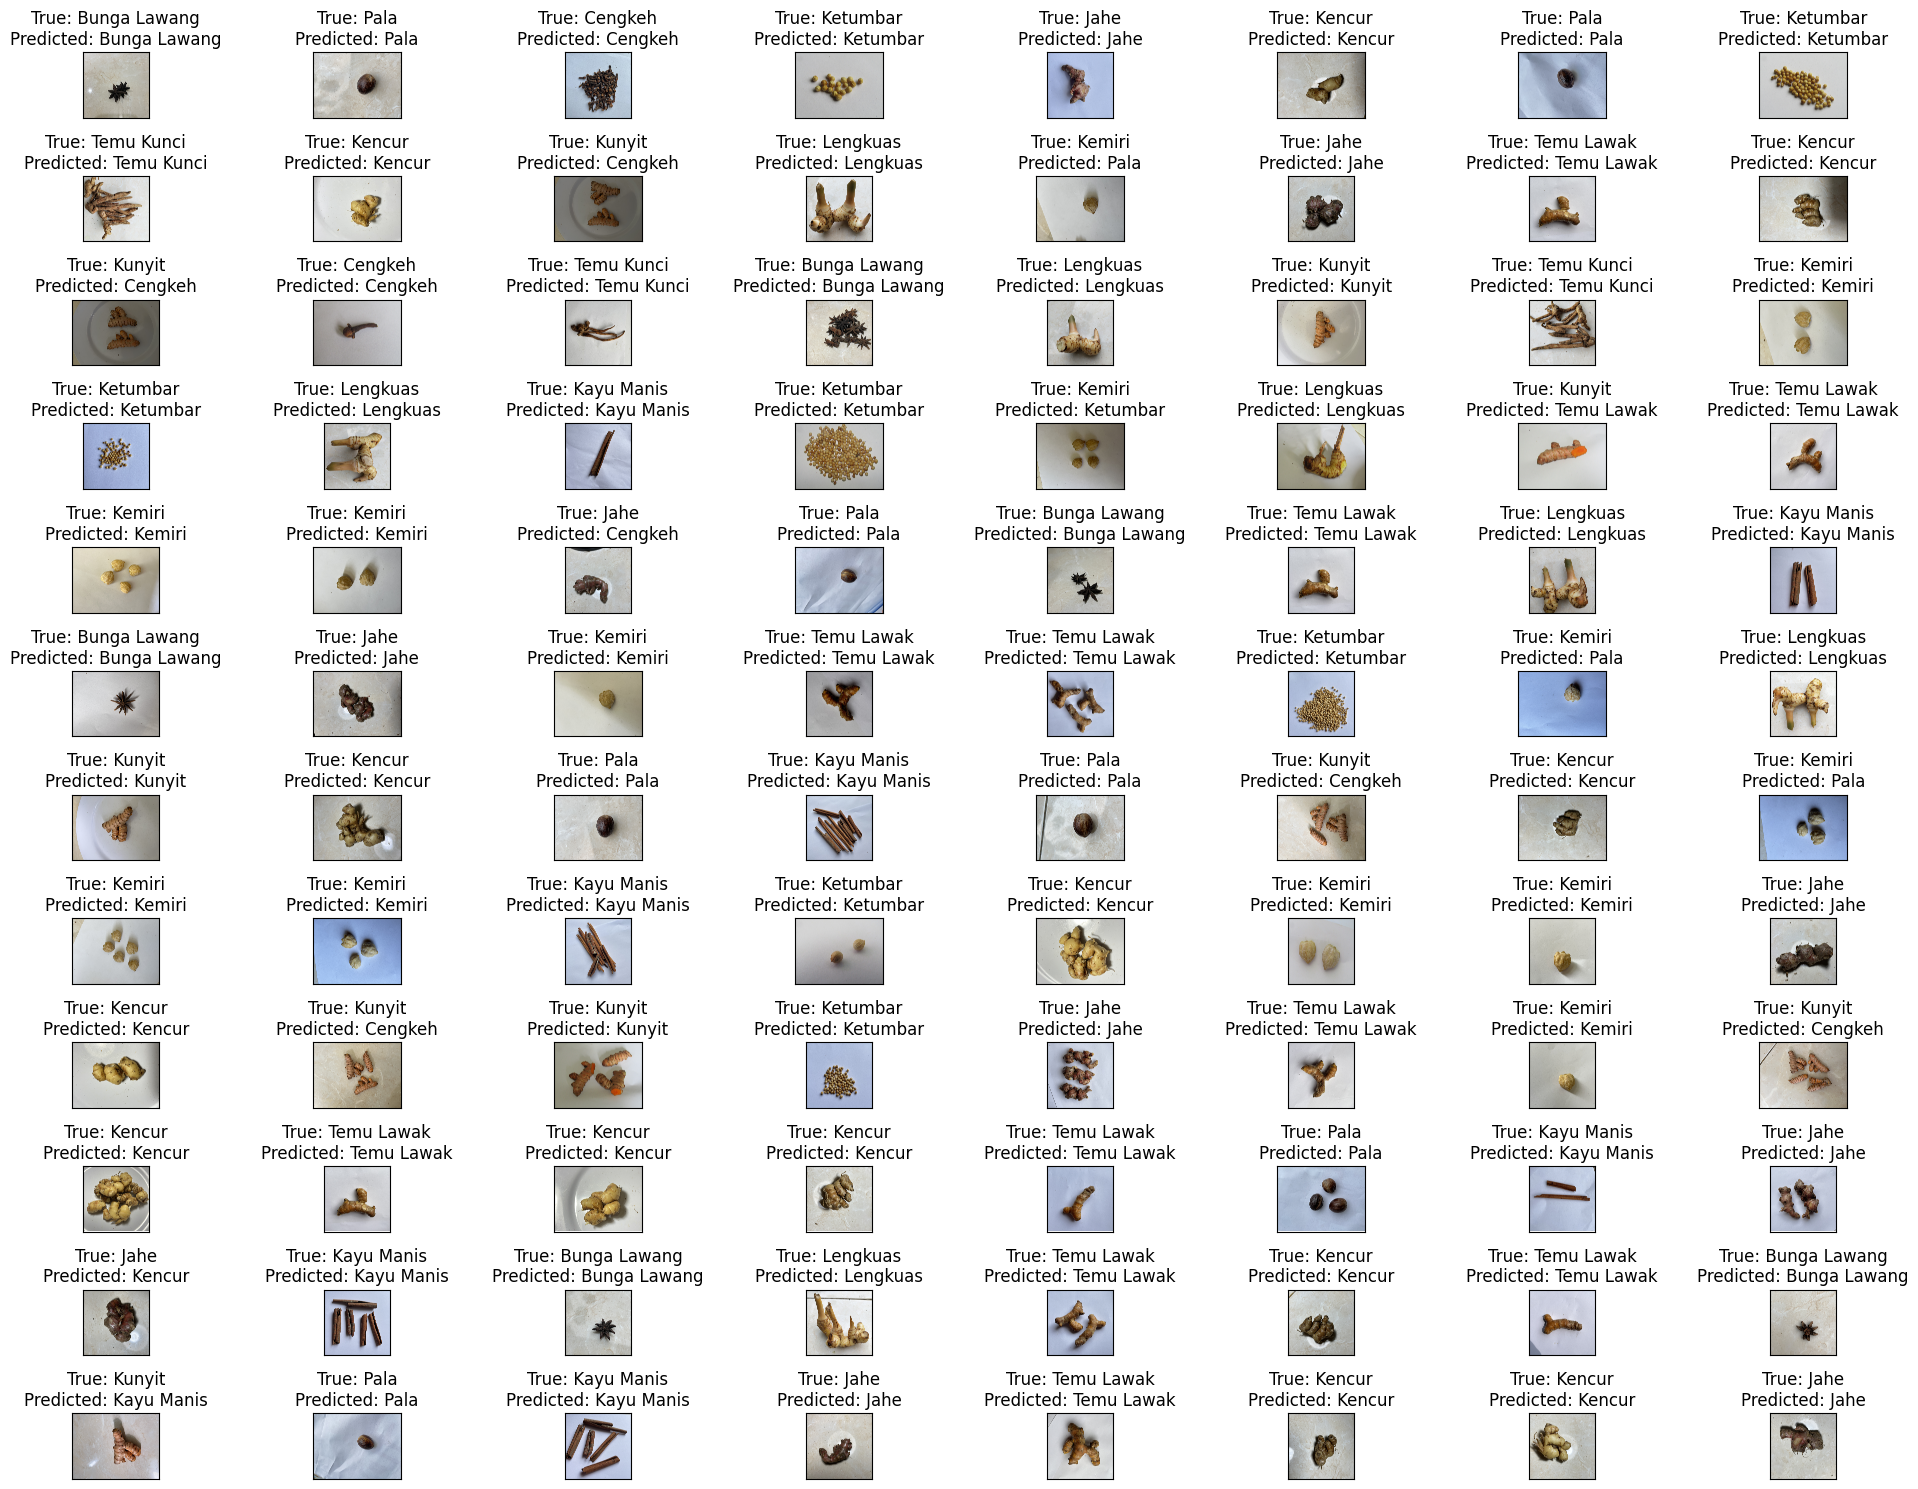 True: Bunga Lawang
Predicted: Bunga Lawang
True: Pala
Predicted: Pala
True: Cengkeh
Predicted: Cengkeh
True: Ketumbar
Predicted: Ketumbar
True: Jahe
Predicted: Jahe
True: Kencur
Predicted: Kencur
True: Pala
Predicted: Pala
True: Ketumbar
Predicted: Ketumbar
True: Temu Kunci
Predicted: Temu Kunci
True: Kencur
Predicted: Kencur
True: Kunyit
Predicted: Cengkeh
True: Lengkuas
Predicted: Lengkuas
True: Kemiri
Predicted: Pala
True: Jahe
Predicted: Jahe
True: Temu Lawak
Predicted: Temu Lawak
True: Kencur
Predicted: Kencur
True: Kunyit
Predicted: Cengkeh
True: Cengkeh
Predicted: Cengkeh
True: Temu Kunci
Predicted: Temu Kunci
True: Bunga Lawang
Predicted: Bunga Lawang
True: Lengkuas
Predicted: Lengkuas
True: Kunyit
Predicted: Kunyit
True: Temu Kunci
Predicted: Temu Kunci
True: Kemiri
Predicted: Kemiri
True: Ketumbar
Predicted: Ketumbar
True: Lengkuas
Predicted: Lengkuas
True: Kayu Manis
Predicted: Kayu Manis
True: Ketumbar
Predicted: Ketumbar
True: Kemiri
Predicted: Ketumbar
True: Lengkuas
Predicted: Lengkuas
True: Kunyit
Predicted: Temu Lawak
True: Temu Lawak
Predicted: Temu Lawak
True: Kemiri
Predicted: Kemiri
True: Kemiri
Predicted: Kemiri
True: Jahe
Predicted: Cengkeh
True: Pala
Predicted: Pala
True: Bunga Lawang
Predicted: Bunga Lawang
True: Temu Lawak
Predicted: Temu Lawak
True: Lengkuas
Predicted: Lengkuas
True: Kayu Manis
Predicted: Kayu Manis
True: Bunga Lawang
Predicted: Bunga Lawang
True: Jahe
Predicted: Jahe
True: Kemiri
Predicted: Kemiri
True: Temu Lawak
Predicted: Temu Lawak
True: Temu Lawak
Predicted: Temu Lawak
True: Ketumbar
Predicted: Ketumbar
True: Kemiri
Predicted: Pala
True: Lengkuas
Predicted: Lengkuas
True: Kunyit
Predicted: Kunyit
True: Kencur
Predicted: Kencur
True: Pala
Predicted: Pala
True: Kayu Manis
Predicted: Kayu Manis
True: Pala
Predicted: Pala
True: Kunyit
Predicted: Cengkeh
True: Kencur
Predicted: Kencur
True: Kemiri
Predicted: Pala
True: Kemiri
Predicted: Kemiri
True: Kemiri
Predicted: Kemiri
True: Kayu Manis
Predicted: Kayu Manis
True: Ketumbar
Predicted: Ketumbar
True: Kencur
Predicted: Kencur
True: Kemiri
Predicted: Kemiri
True: Kemiri
Predicted: Kemiri
True: Jahe
Predicted: Jahe
True: Kencur
Predicted: Kencur
True: Kunyit
Predicted: Cengkeh
True: Kunyit
Predicted: Kunyit
True: Ketumbar
Predicted: Ketumbar
True: Jahe
Predicted: Jahe
True: Temu Lawak
Predicted: Temu Lawak
True: Kemiri
Predicted: Kemiri
True: Kunyit
Predicted: Cengkeh
True: Kencur
Predicted: Kencur
True: Temu Lawak
Predicted: Temu Lawak
True: Kencur
Predicted: Kencur
True: Kencur
Predicted: Kencur
True: Temu Lawak
Predicted: Temu Lawak
True: Pala
Predicted: Pala
True: Kayu Manis
Predicted: Kayu Manis
True: Jahe
Predicted: Jahe
True: Jahe
Predicted: Kencur
True: Kayu Manis
Predicted: Kayu Manis
True: Bunga Lawang
Predicted: Bunga Lawang
True: Lengkuas
Predicted: Lengkuas
True: Temu Lawak
Predicted: Temu Lawak
True: Kencur
Predicted: Kencur
True: Temu Lawak
Predicted: Temu Lawak
True: Bunga Lawang
Predicted: Bunga Lawang
True: Kunyit
Predicted: Kayu Manis
True: Pala
Predicted: Pala
True: Kayu Manis
Predicted: Kayu Manis
True: Jahe
Predicted: Jahe
True: Temu Lawak
Predicted: Temu Lawak
True: Kencur
Predicted: Kencur
True: Kencur
Predicted: Kencur
True: Jahe
Predicted: Jahe